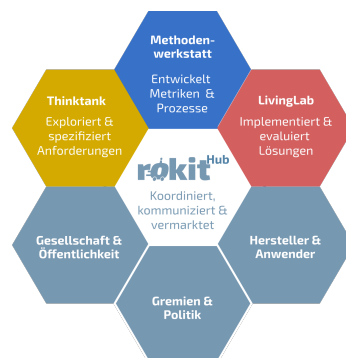 Methoden-
werkstatt
Entwickelt
Metriken &
Prozesse
Thinktank
Exploriert &
spezifiziert
Anforderungen
LivingLab
Implementiert &
evaluiert
Lösungen
rokit Hub
Koordiniert,
kommuniziert &
vermarktet
Gesellschaft &
Öffentlichkeit
Hersteller &
Anwender
Gremien &
Politik